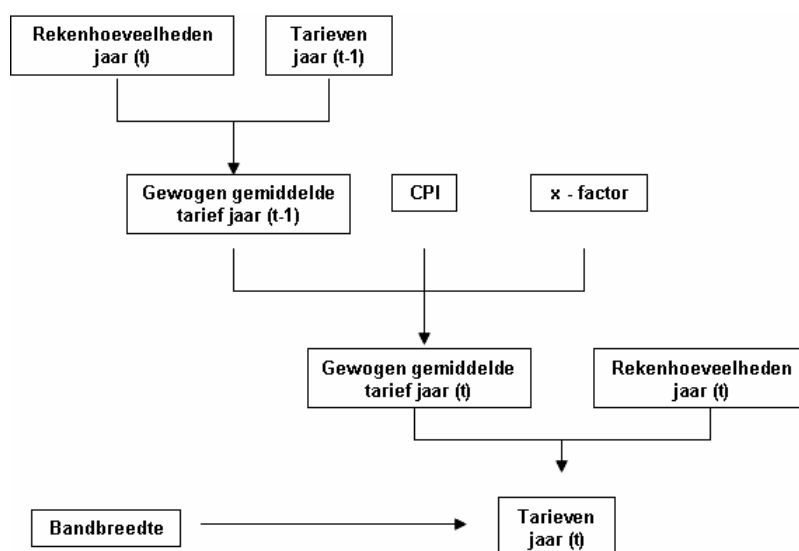 Rekenhoeveelheden
jaar (t)
Tarieven
jaar (t-1)
Gewogen gemiddelde
tarief jaar (t-1)
CPI
x - factor
Gewogen gemiddelde
tarief jaar (t)
Rekenhoeveelheden
jaar (t)
Bandbreedte
Tarieven
jaar (t)